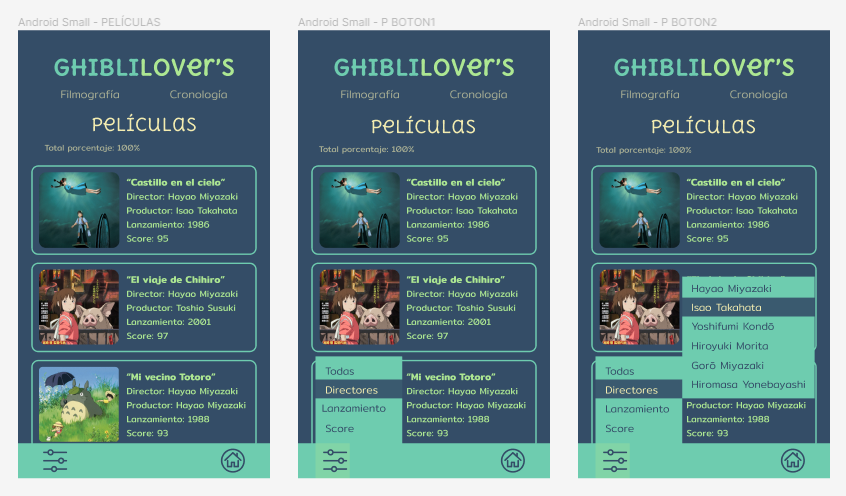 Android Small - PELÍCULAS
GHIBLILOVER'S
Filmografía Cronología
PELÍCULAS
Total porcentaje: 100%
"Castillo en el cielo"
Director: Hayao Miyazaki
Productor: Isao Takahata
Lanzamiento: 1986
Score: 95
"El viaje de Chihiro"
Director: Hayao Miyazaki
Productor: Toshio Susuki
Lanzamiento: 2001
Score: 97
"Mi vecino Totoro"
Director: Hayao Miyazaki
Productor: Hayao Miyazaki
Lanzamiento: 1988
Score: 93
Android Small - P BOTON1
GHIBLILOVER'S
Filmografía Cronología
PELÍCULAS
Total porcentaje: 100%
"Castillo en el cielo"
Director: Hayao Miyazaki
Productor: Isao Takahata
Lanzamiento: 1986
Score: 95
"El viaje de Chihiro"
Director: Hayao Miyazaki
Productor: Toshio Susuki
Lanzamiento: 2001
Score: 97
Todas
Directores
Lanzamiento
Score
"Mi vecino Totoro"
Director: Hayao Miyazaki
Productor: Hayao Miyazaki
Lanzamiento: 1988
Score: 93
Android Small - P BOTON2
GHIBLILOVER'S
Filmografía Cronología
PELÍCULAS
Total porcentaje: 100%
"Castillo en el cielo"
Director: Hayao Miyazaki
Productor: Isao Takahata
Lanzamiento: 1986
Score: 95
Hayao Miyazaki
Isao Takahata
Yoshifumi Kondō
Hiroyuki Morita
Gorō Miyazaki
Hiromasa Yonebayashi
Todas
Directores
Lanzamiento
Score
Productor: Hayao Miyazaki
Lanzamiento: 1988
Score: 93